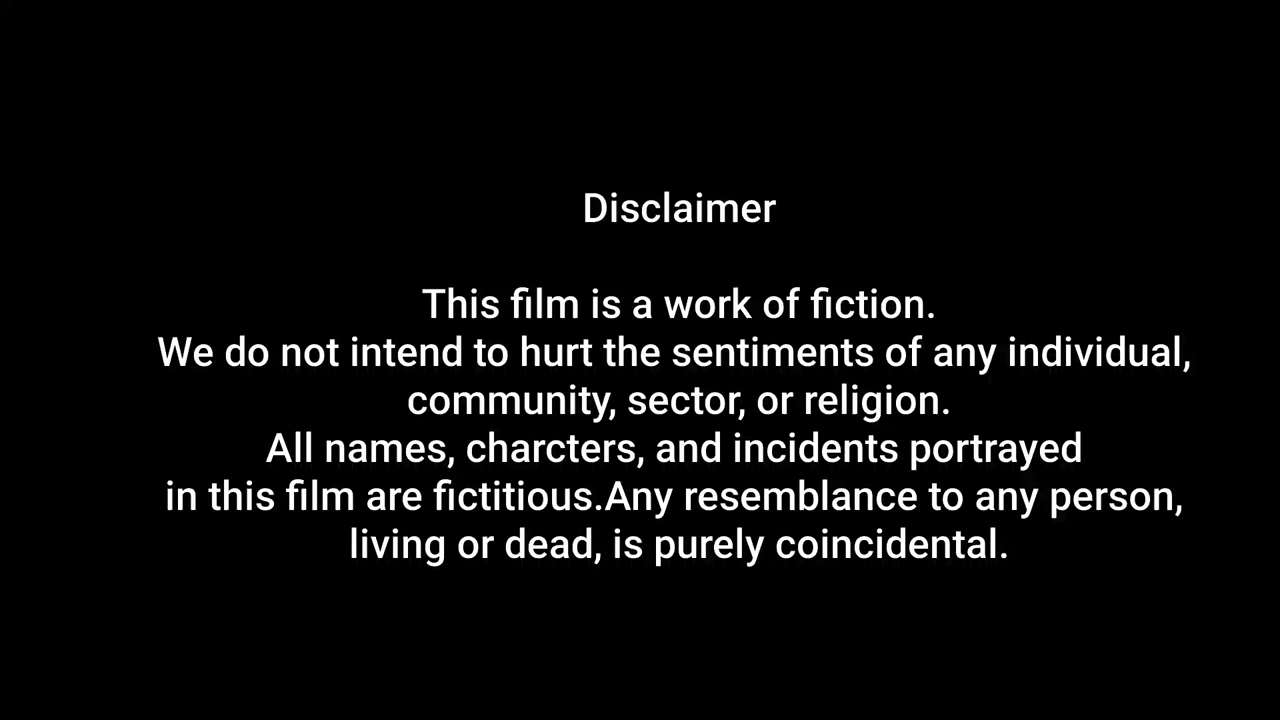 Disclaimer
This film is a work of fiction.
We do not intend to hurt the sentiments of any individual,
community, sector, or religion.
All names, charcters, and incidents portrayed
in this film are fictitious.Any resemblance to any person,
living or dead, is purely coincidental.